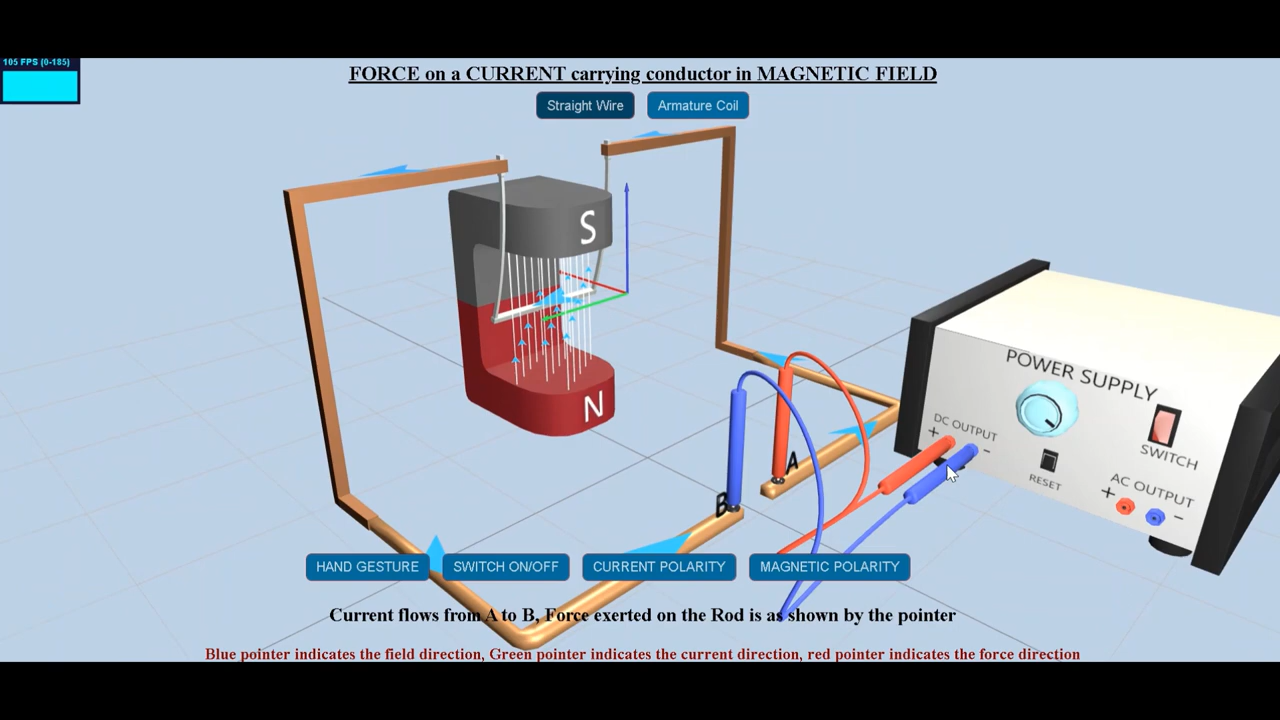 105 FPS (0-185)
FORCE on a CURRENT carrying conductor in MAGNETIC FIELD
Straight Wire
Armature Coil
S
N
POWER SUPPLY
DC OUTPUT
+
-
SWITCH
RESET
AC OUTPUT
+
-
A
B
HAND GESTURE
SWITCH ON/OFF
CURRENT POLARITY
MAGNETIC POLARITY
Current flows from A to B, Force exerted on the Rod is as shown by the pointer
Blue pointer indicates the field direction, Green pointer indicates the current direction, red pointer indicates the force direction